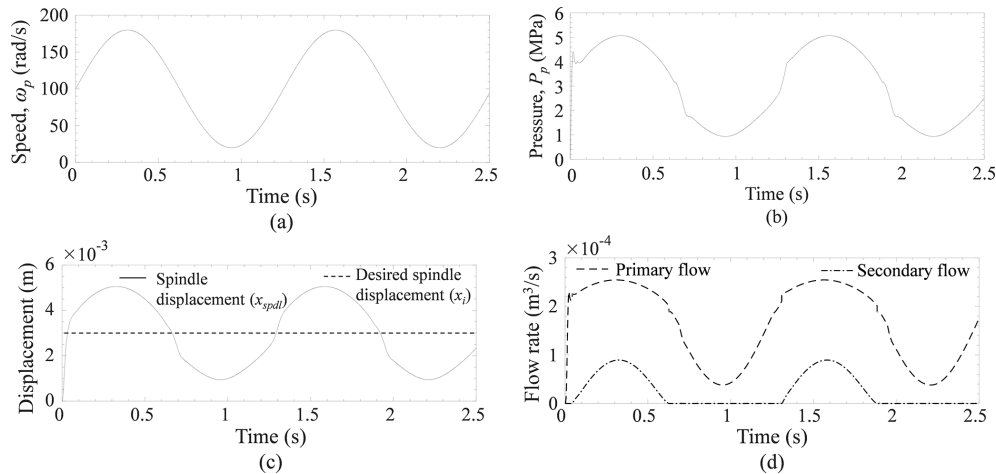 200
150
100
50
0
Speed, ωp (rad/s)
0 0.5 1 1.5 2 2.5
Time (s)
(a)
6
5
4
3
2
1
0
Pressure, Pp (MPa)
0 0.5 1 1.5 2 2.5
Time (s)
(b)
×10-3
6
4
2
0
Displacement (m)
Spindle
displacement (xspdl)
Desired spindle
displacement (xi)
0 0.5 1 1.5 2 2.5
Time (s)
(c)
×10-4
3
2
1
0
Flow rate (m3/s)
Primary flow
Secondary flow
0 0.5 1 1.5 2 2.5
Time (s)
(d)